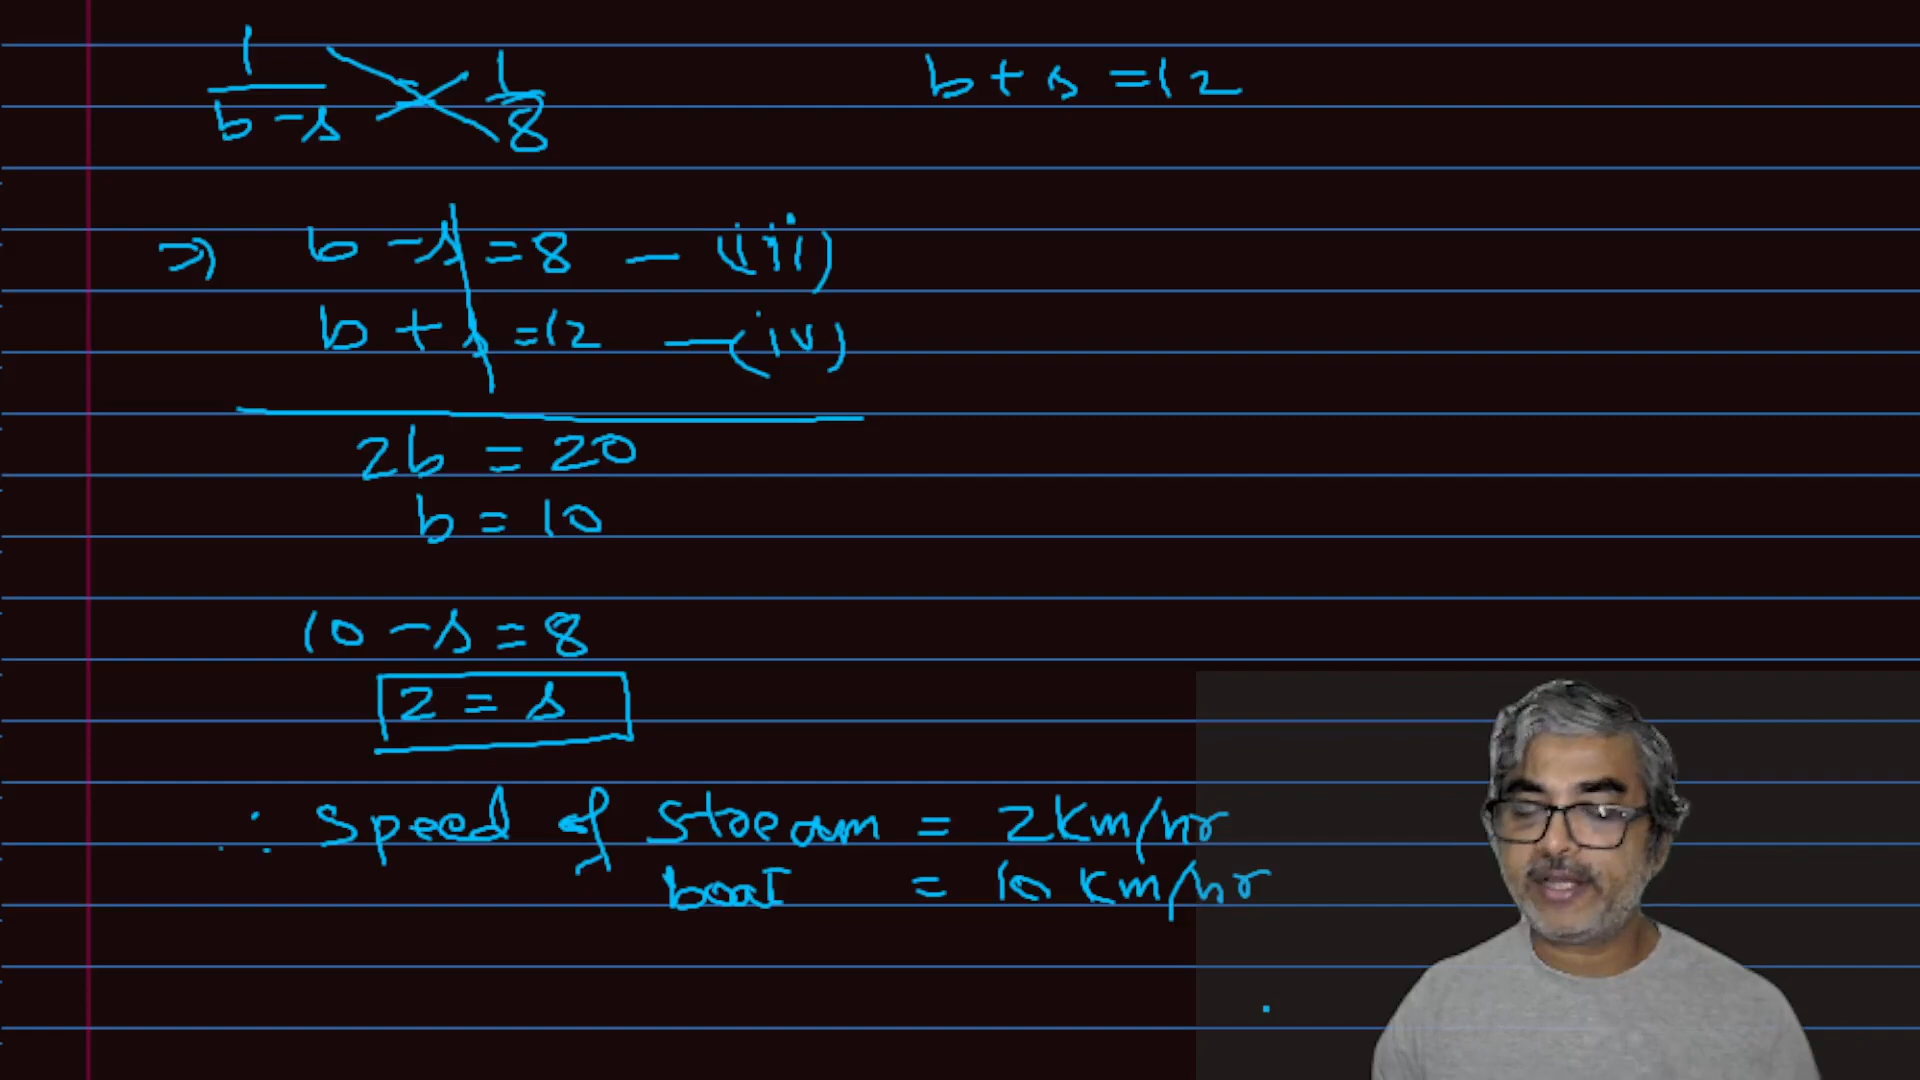 1/(b-s) 1/8 b+s=12
⇒ b-s=8 — (iii)
b+s=12 — (iv)
2b = 20
b = 10
10-s=8
2 = s
∴ speed of stream = 2km/hr
boat = 10 km/hr